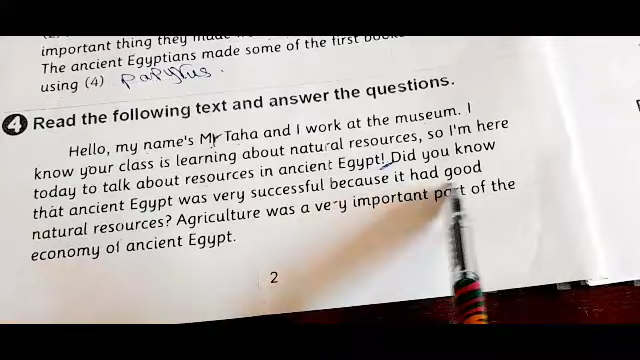 important thing they made
The ancient Egyptians made some of the first books
using (4) papyrus.
4 Read the following text and answer the questions.
Hello, my name's Mr Taha and I work at the museum. I
know your class is learning about natural resources, so I'm here
today to talk about resources in ancient Egypt! Did you know
that ancient Egypt was very successful because it had good
natural resources? Agriculture was a very important part of the
economy of ancient Egypt.
2